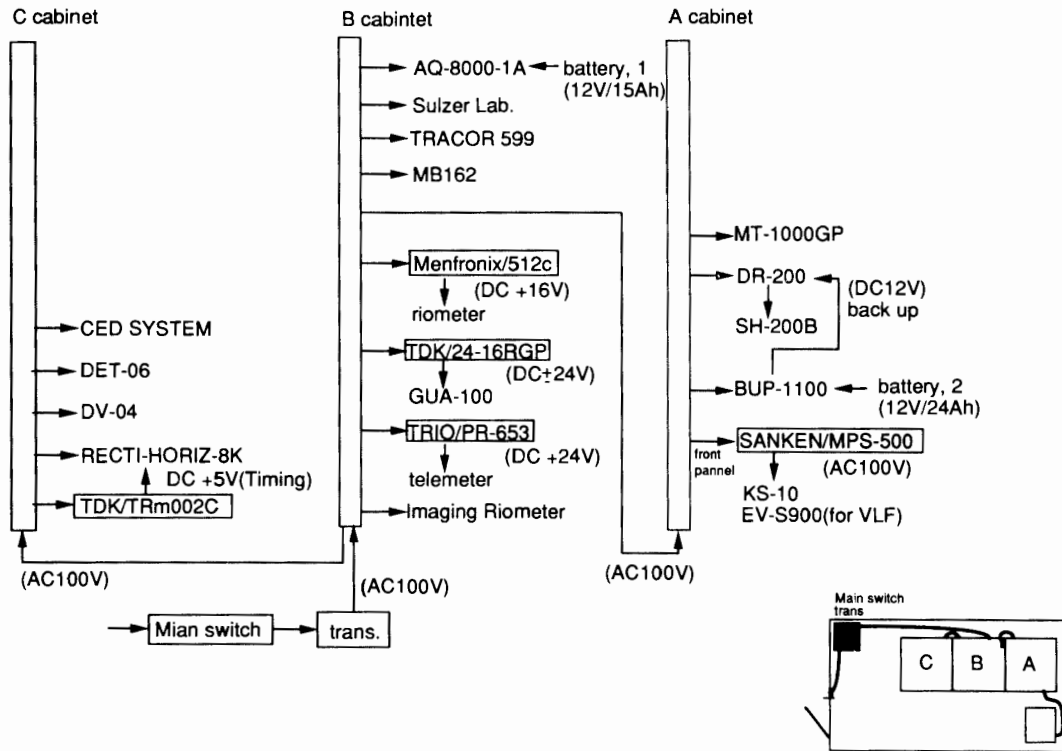 C cabinet
B cabintet
A cabinet
AQ-8000-1A
battery, 1
(12V/15Ah)
Sulzer Lab.
TRACOR 599
MB162
Menfronix/512c
(DC +16V)
riometer
TDK/24-16RGP
(DC±24V)
GUA-100
TRIO/PR-653
(DC +24V)
telemeter
Imaging Riometer
CED SYSTEM
DET-06
DV-04
RECTI-HORIZ-8K
DC +5V(Timing)
TDK/TRm002C
(AC100V)
(AC100V)
Mian switch
trans.
MT-1000GP
DR-200
(DC12V)
back up
SH-200B
BUP-1100
battery, 2
(12V/24Ah)
front
pannel
SANKEN/MPS-500
(AC100V)
KS-10
EV-S900(for VLF)
(AC100V)
Main switch
trans
C
B
A